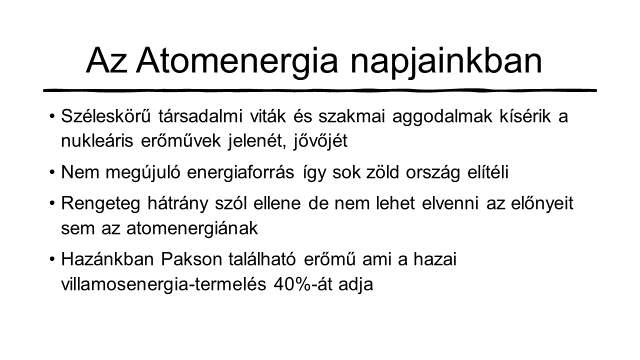 Az Atomenergia napjainkban
• Széleskörű társadalmi viták és szakmai aggodalmak kísérik a
nukleáris erőművek jelenét, jövőjét
• Nem megújuló energiaforrás így sok zöld ország elítéli
• Rengeteg hátrány szól ellene de nem lehet elvenni az előnyeit
sem az atomenergiának
• Hazánkban Pakson található erőmű ami a hazai
villamosenergia-termelés 40%-át adja